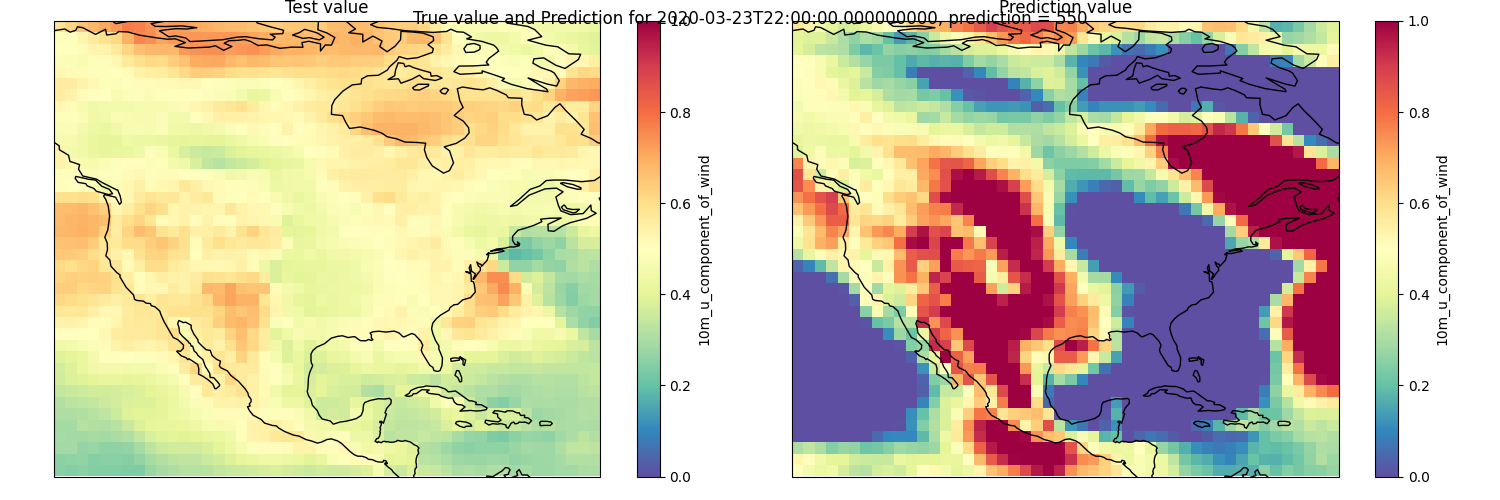 Test value
Prediction value
True value and Prediction for 2020-03-23T22:00:00.000000000, prediction = 550
1.0
0.8
0.6
0.4
0.2
0.0
10m_u_component_of_wind
1.0
0.8
0.6
0.4
0.2
0.0
10m_u_component_of_wind